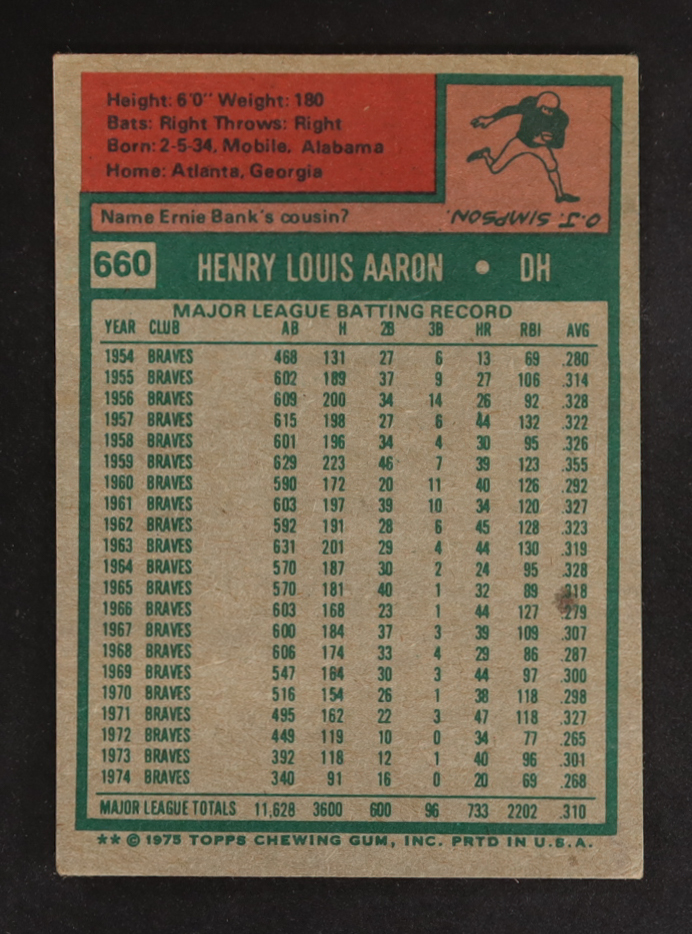 Height: 6'0" Weight: 180
Bats: Right Throws: Right
Born: 2-5-34, Mobile, Alabama
Home: Atlanta, Georgia
Name Ernie Bank's cousin?
O.J. SIMPSON.
660 HENRY LOUIS AARON • DH
MAJOR LEAGUE BATTING RECORD
YEAR CLUB AB H 2B 3B HR RBI AVG
1954 BRAVES 468 131 27 6 13 69 .280
1955 BRAVES 602 189 37 9 27 106 .314
1956 BRAVES 609 200 34 14 26 92 .328
1957 BRAVES 615 198 27 6 44 132 .322
1958 BRAVES 601 196 34 4 30 95 .326
1959 BRAVES 629 223 46 7 39 123 .355
1960 BRAVES 590 172 20 11 40 126 .292
1961 BRAVES 603 197 39 10 34 120 .327
1962 BRAVES 592 191 28 6 45 128 .323
1963 BRAVES 631 201 29 4 44 130 .319
1964 BRAVES 570 187 30 2 24 95 .328
1965 BRAVES 570 181 40 1 32 89 .318
1966 BRAVES 603 168 23 1 44 127 .279
1967 BRAVES 600 184 37 3 39 109 .307
1968 BRAVES 606 174 33 4 29 86 .287
1969 BRAVES 547 164 30 3 44 97 .300
1970 BRAVES 516 154 26 1 38 118 .298
1971 BRAVES 495 162 22 3 47 118 .327
1972 BRAVES 449 119 10 0 34 77 .265
1973 BRAVES 392 118 12 1 40 96 .301
1974 BRAVES 340 91 16 0 20 69 .268
MAJOR LEAGUE TOTALS 11,628 3600 600 96 733 2202 .310
** © 1975 TOPPS CHEWING GUM, INC. PRTD IN U.S.A.